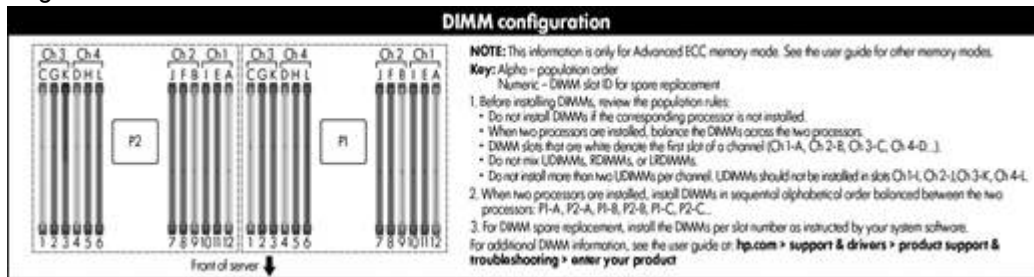 DIMM configuration
Ch 3 Ch 4 Ch 2 Ch 1 Ch 3 Ch 4 Ch 2 Ch 1
C G K D H L J F B I E A C G K D H L J F B I E A
P2 P1
1 2 3 4 5 6 7 8 9 10 11 12 1 2 3 4 5 6 7 8 9 10 11 12
Front of server
NOTE: This information is only for Advanced ECC memory mode. See the user guide for other memory modes.
Key: Alpha – population order
Numeric – DIMM slot ID for spare replacement
1. Before installing DIMMs, review the population rules:
• Do not install DIMMs if the corresponding processor is not installed.
• When two processors are installed, balance the DIMMs across the two processors.
• DIMM slots that are white denote the first slot of a channel (Ch 1-A, Ch 2-B, Ch 3-C, Ch 4-D...).
• Do not mix UDIMMs, RDIMMs, or LRDIMMs.
• Do not install more than two UDIMMs per channel. UDIMMs should not be installed in slots Ch 1-I, Ch 2-J, Ch 3-K, Ch 4-L.
2. When two processors are installed, install DIMMs in sequential alphabetical order balanced between the two
processors: P1-A, P2-A, P1-B, P2-B, P1-C, P2-C...
3. For DIMM spare replacement, install the DIMMs per slot number as instructed by your system software.
For additional DIMM information, see the user guide at: hp.com > support & drivers > product support &
troubleshooting > enter your product